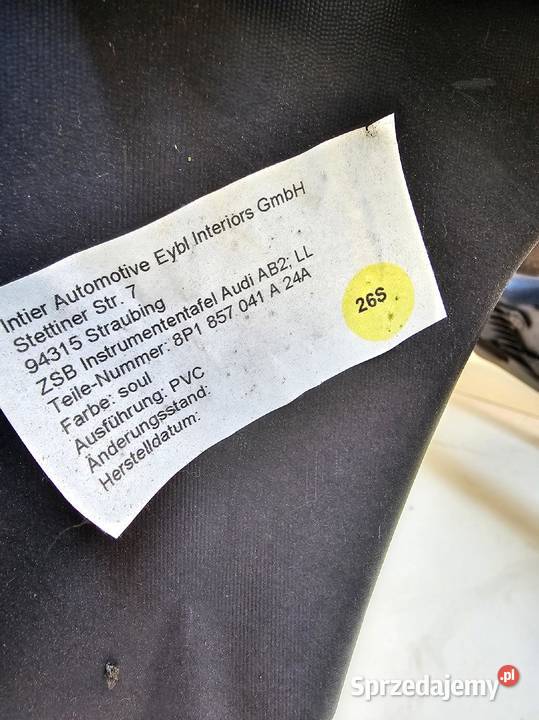 Intier Automotive Eybl Interiors GmbH
Stettiner Str. 7
94315 Straubing
ZSB Instrumententafel Audi AB2; LL
Teile-Nummer: 8P1 857 041 A 24A
Farbe: soul
Ausführung: PVC
Änderungsstand:
Herstelldatum:
26S
Sprzedajemy.pl